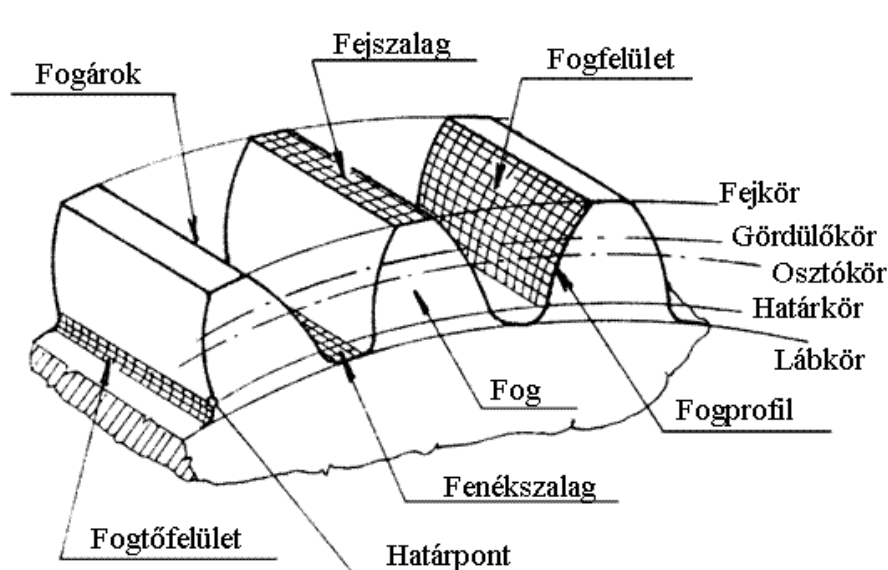 Fejszalag
Fogfelület
Fogárok
Fejkör
Gördülőkör
Osztókör
Határkör
Lábkör
Fog
Fogprofil
Fenékszalag
Fogtőfelület
Határpont